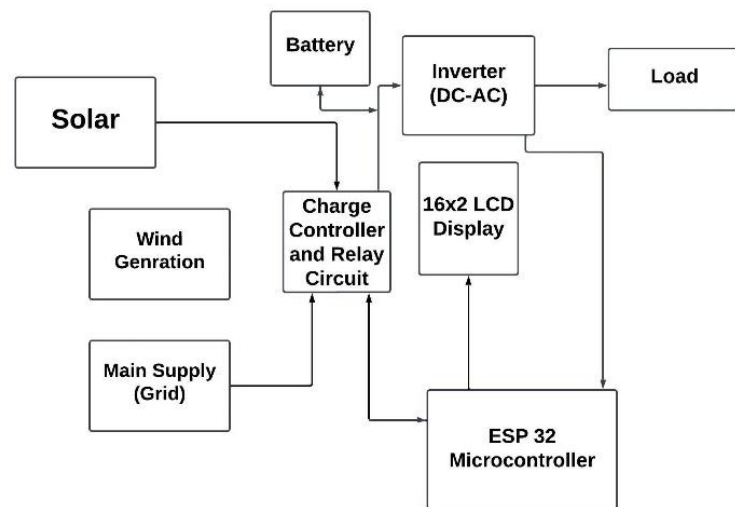 Battery
Inverter
(DC-AC)
Load
Solar
Charge
Controller
and Relay
Circuit
16x2 LCD
Display
Wind
Genration
Main Supply
(Grid)
ESP 32
Microcontroller